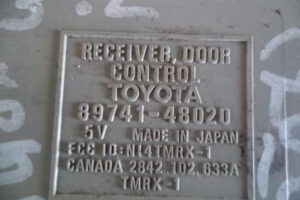 RECEIVER, DOOR
CONTROL
TOYOTA
89741-48020
5V MADE IN JAPAN
FCC ID: NI4TMRX-1
CANADA 2842 102, 633A
TMRX-1